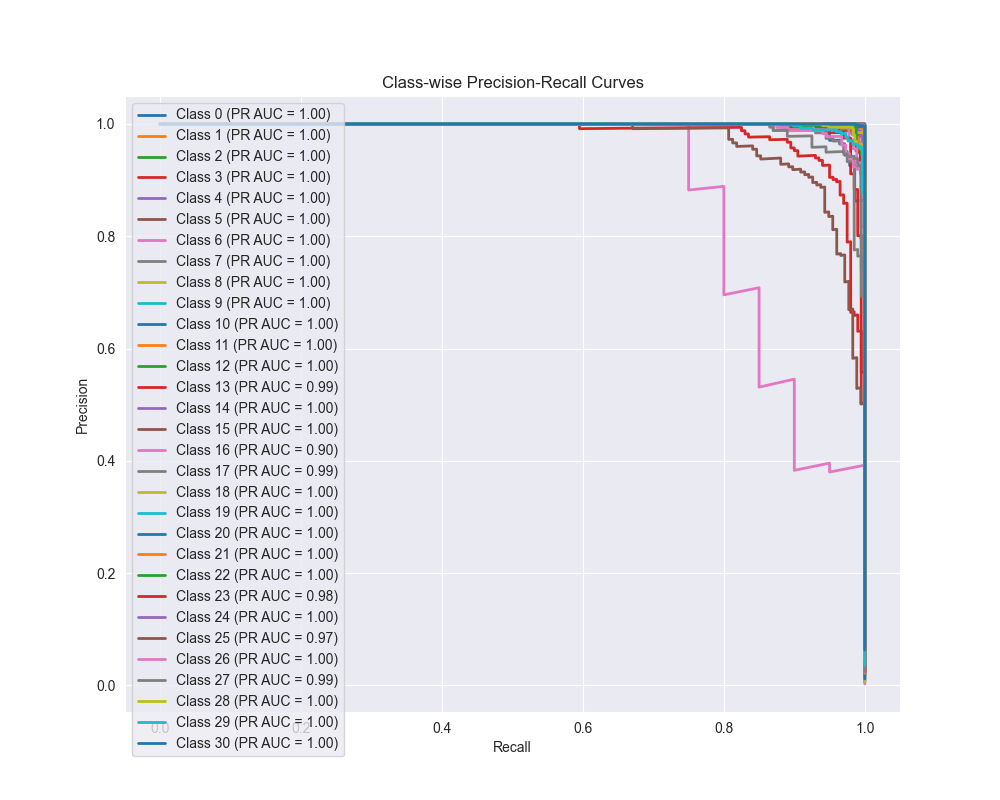 Class-wise Precision-Recall Curves
Precision
1.0
0.8
0.6
0.4
0.2
0.0
Class 0 (PR AUC = 1.00)
Class 1 (PR AUC = 1.00)
Class 2 (PR AUC = 1.00)
Class 3 (PR AUC = 1.00)
Class 4 (PR AUC = 1.00)
Class 5 (PR AUC = 1.00)
Class 6 (PR AUC = 1.00)
Class 7 (PR AUC = 1.00)
Class 8 (PR AUC = 1.00)
Class 9 (PR AUC = 1.00)
Class 10 (PR AUC = 1.00)
Class 11 (PR AUC = 1.00)
Class 12 (PR AUC = 1.00)
Class 13 (PR AUC = 0.99)
Class 14 (PR AUC = 1.00)
Class 15 (PR AUC = 1.00)
Class 16 (PR AUC = 0.90)
Class 17 (PR AUC = 0.99)
Class 18 (PR AUC = 1.00)
Class 19 (PR AUC = 1.00)
Class 20 (PR AUC = 1.00)
Class 21 (PR AUC = 1.00)
Class 22 (PR AUC = 1.00)
Class 23 (PR AUC = 0.98)
Class 24 (PR AUC = 1.00)
Class 25 (PR AUC = 0.97)
Class 26 (PR AUC = 1.00)
Class 27 (PR AUC = 0.99)
Class 28 (PR AUC = 1.00)
Class 29 (PR AUC = 1.00)
Class 30 (PR AUC = 1.00)
0.0 0.2 0.4 0.6 0.8 1.0
Recall